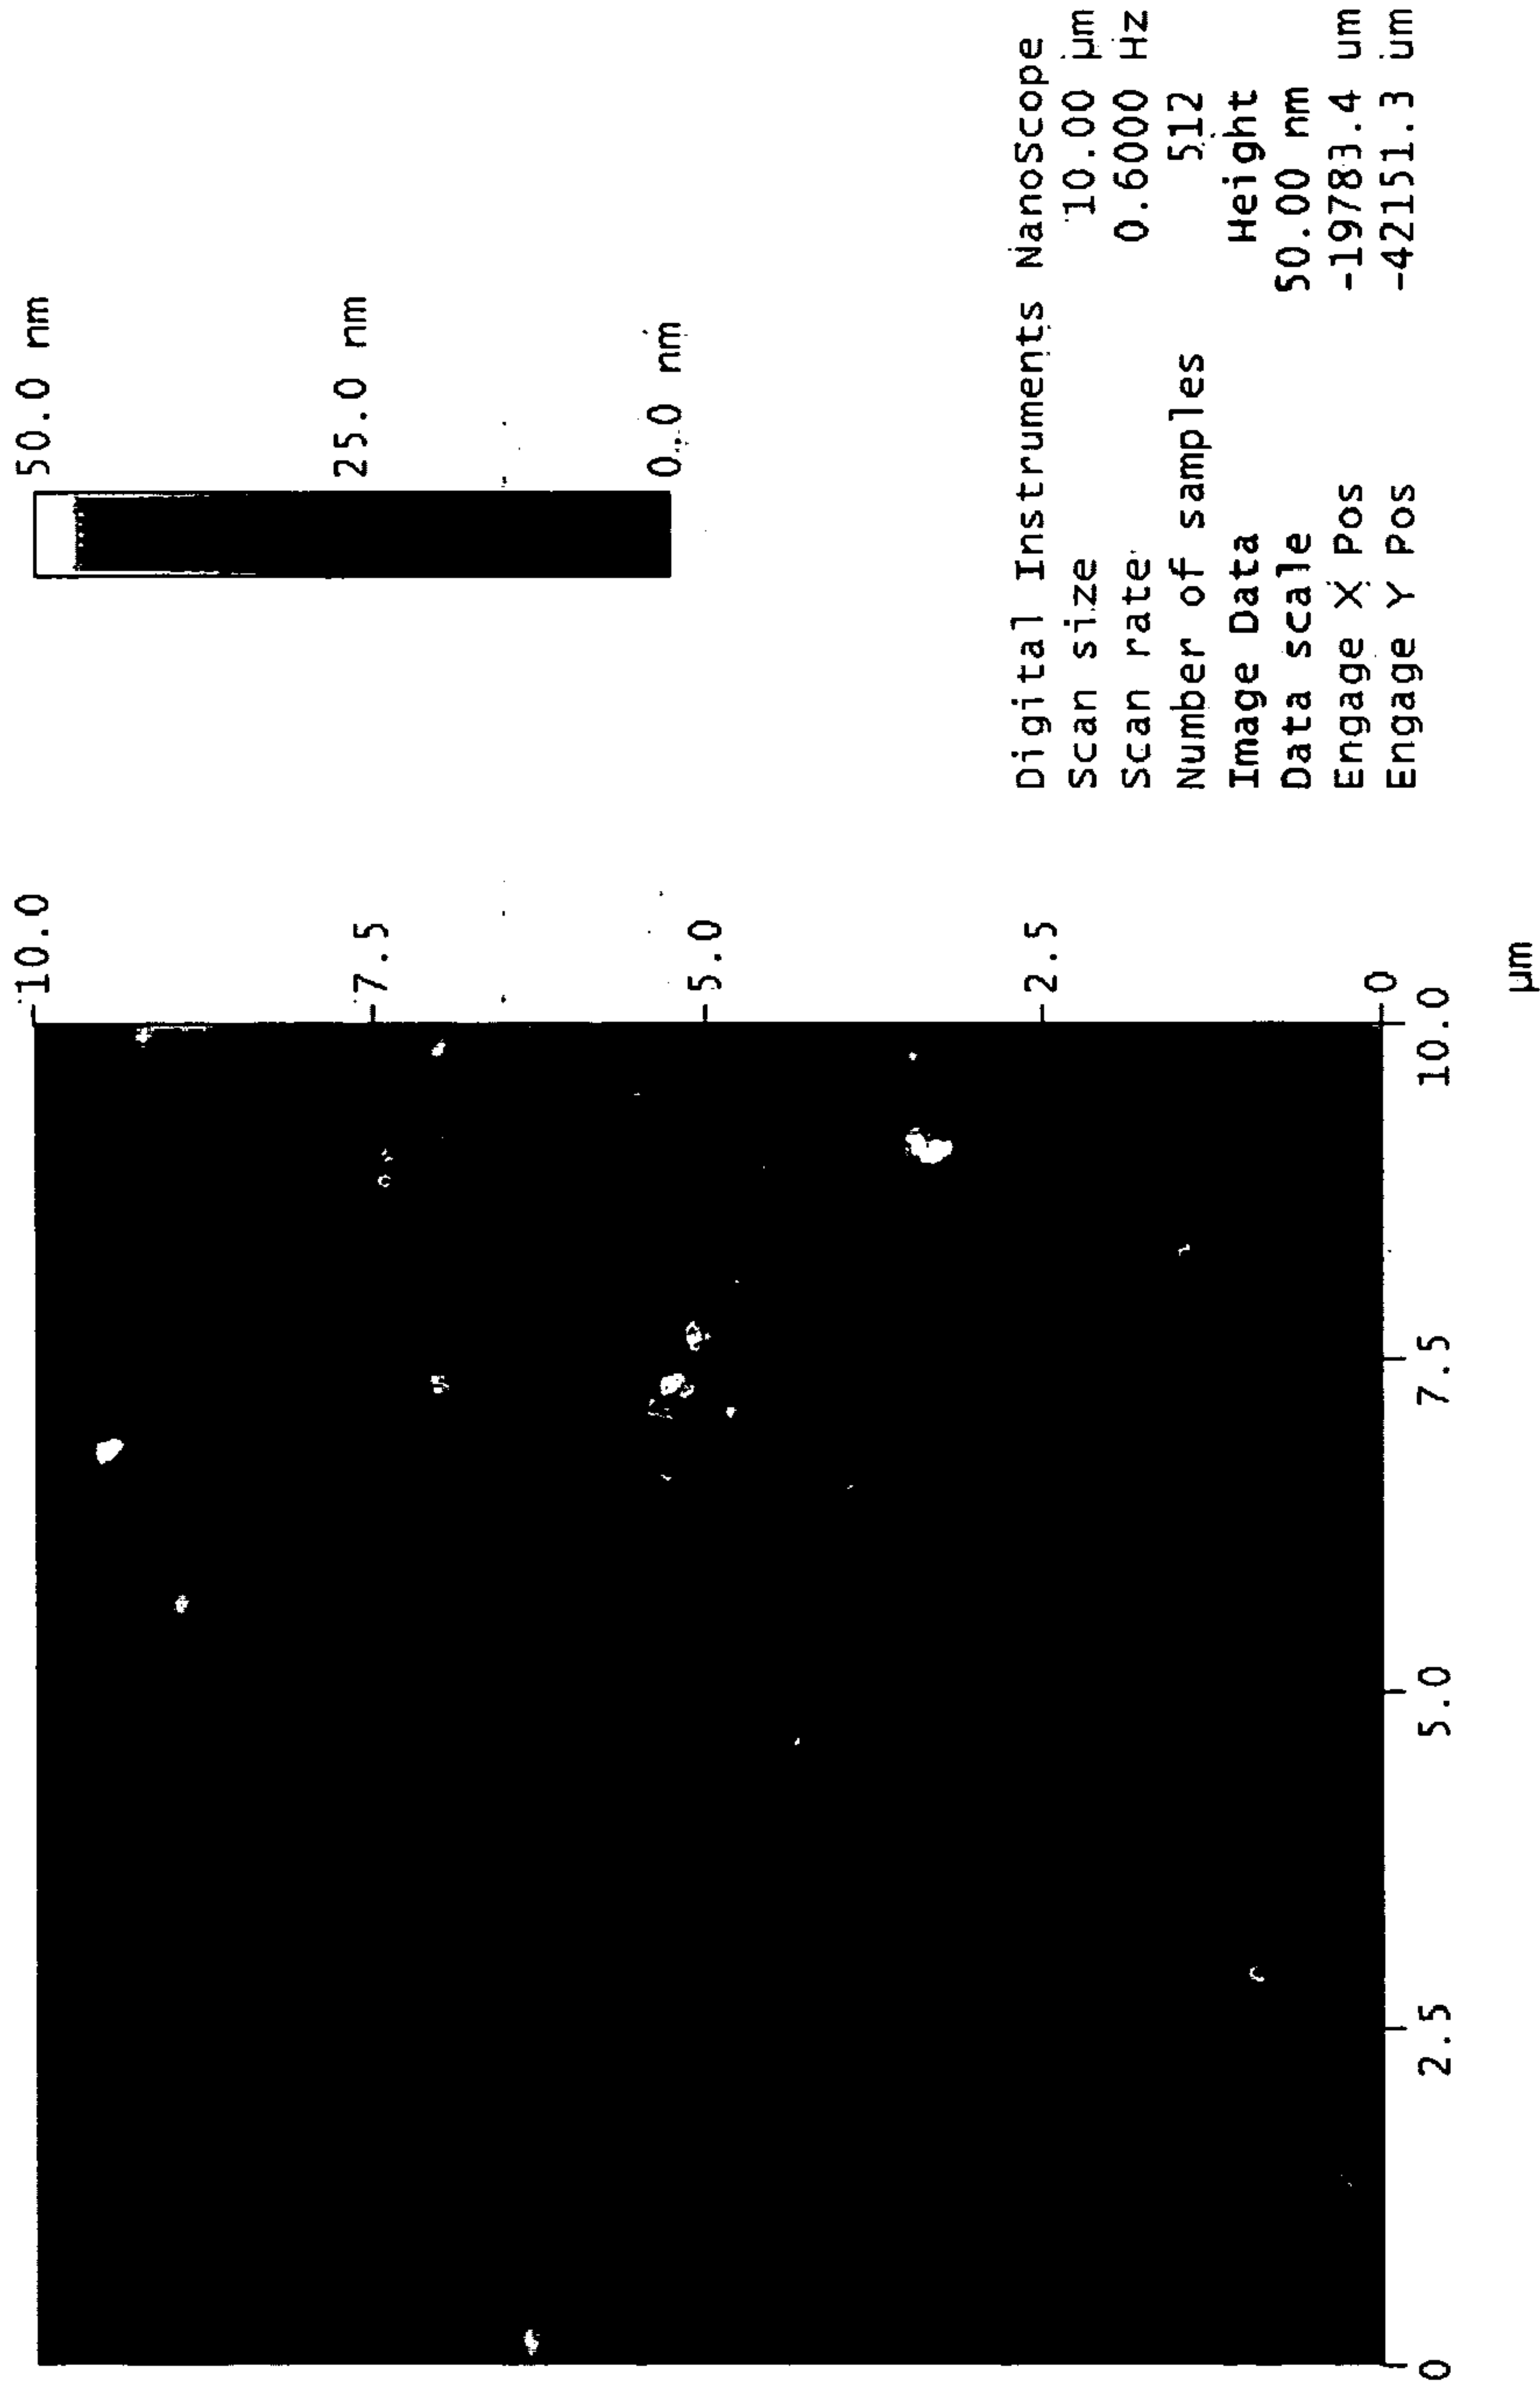 50.0 nm
25.0 nm
0.0 nm
10.0
7.5
5.0
2.5
0
0
2.5
5.0
7.5
10.0
µm
Digital Instruments NanoScope
Scan size 10.00 µm
Scan rate 0.6000 Hz
Number of samples 512
Image Data Height
Data scale 50.00 nm
Engage X Pos -19783.4 um
Engage Y Pos -42151.3 um